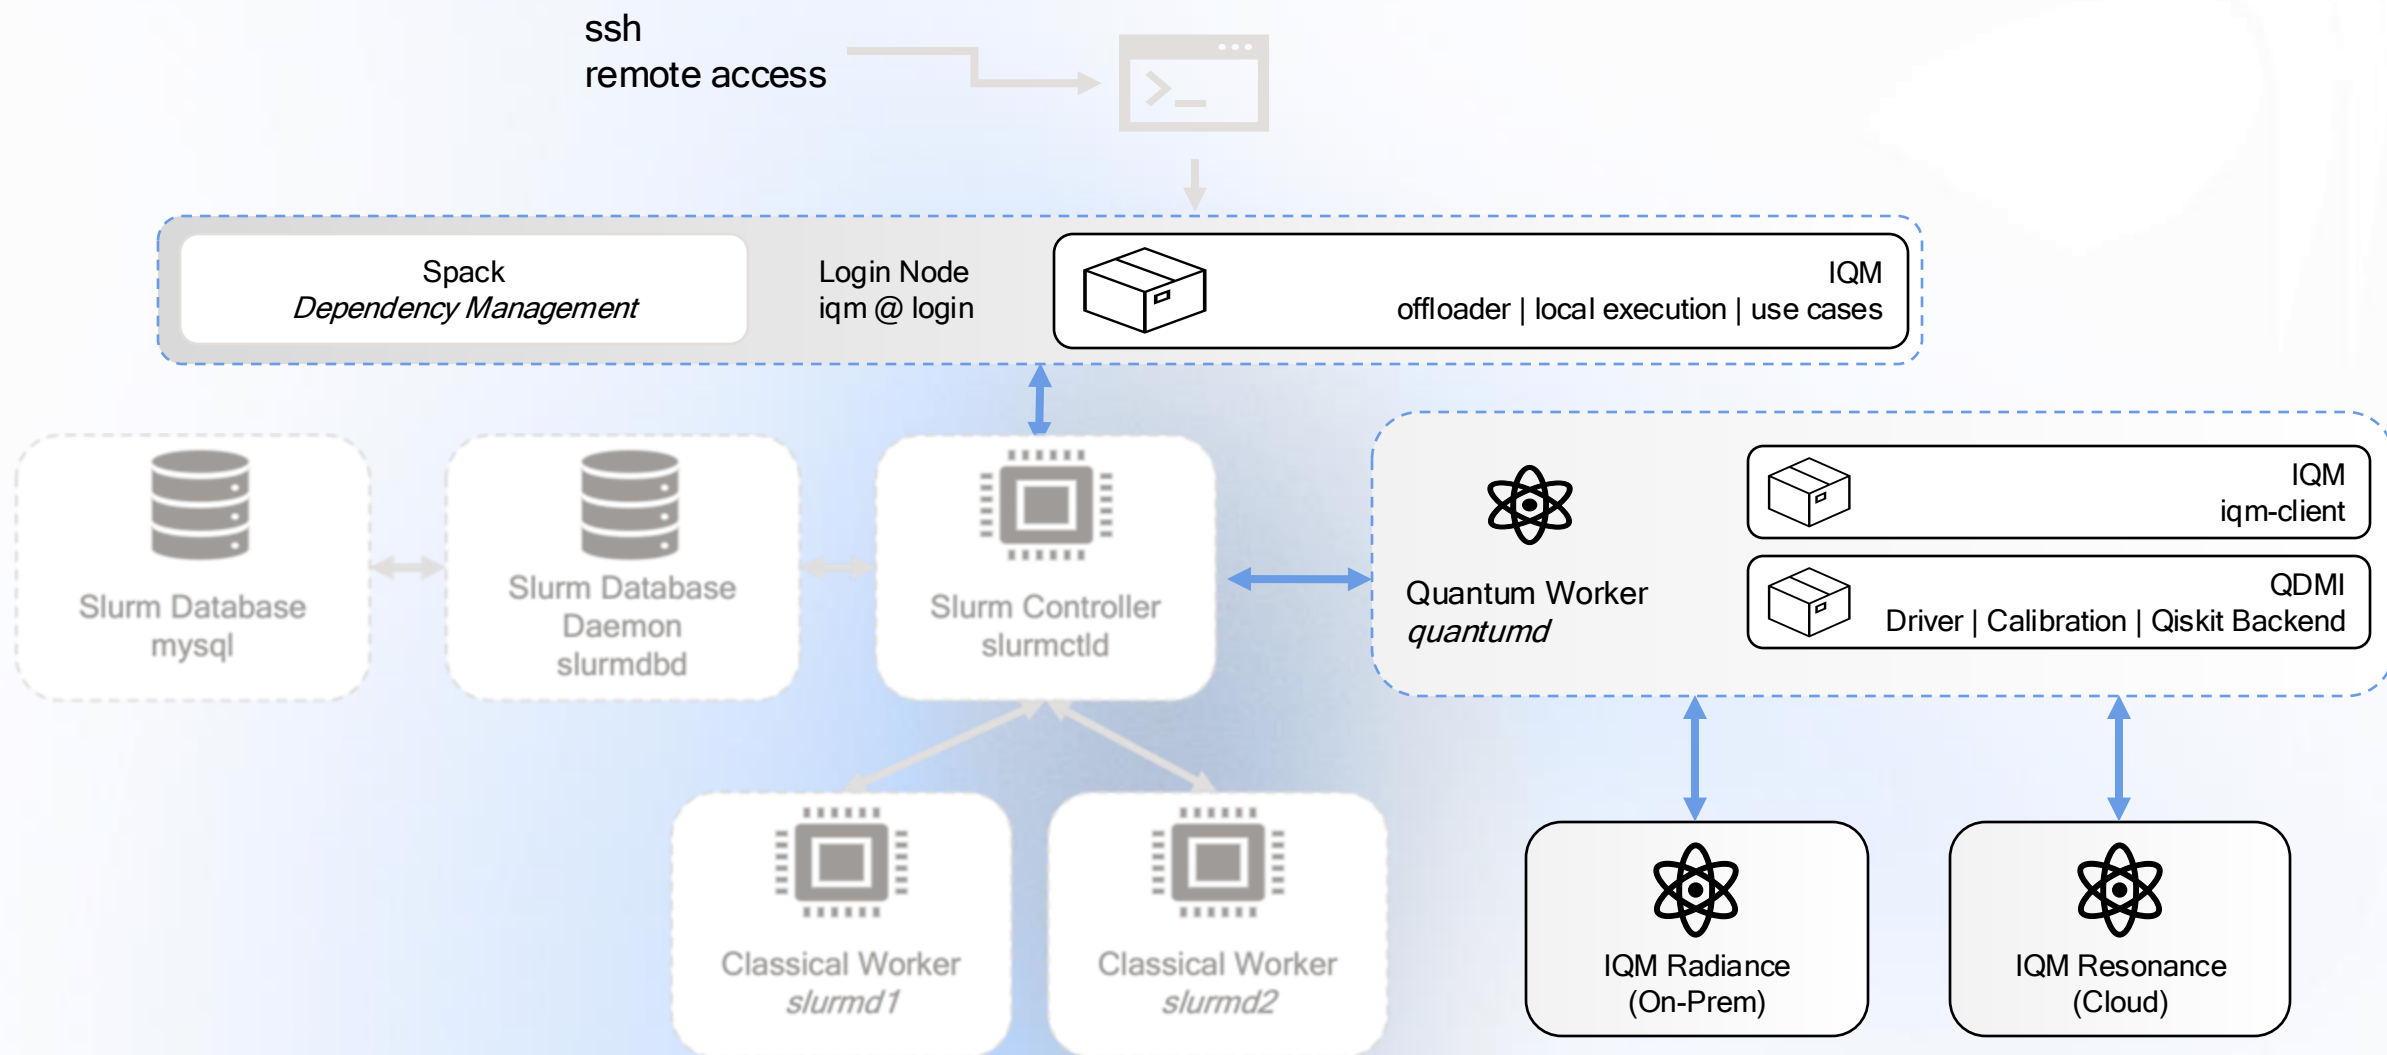 ssh
remote access
>_
Spack
Dependency Management
Login Node
iqm @ login
IQM
offloader | local execution | use cases
Slurm Database
mysql
Slurm Database
Daemon
slurmdbd
Slurm Controller
slurmctld
Quantum Worker
quantumd
IQM
iqm-client
QDMI
Driver | Calibration | Qiskit Backend
Classical Worker
slurmd1
Classical Worker
slurmd2
IQM Radiance
(On-Prem)
IQM Resonance
(Cloud)